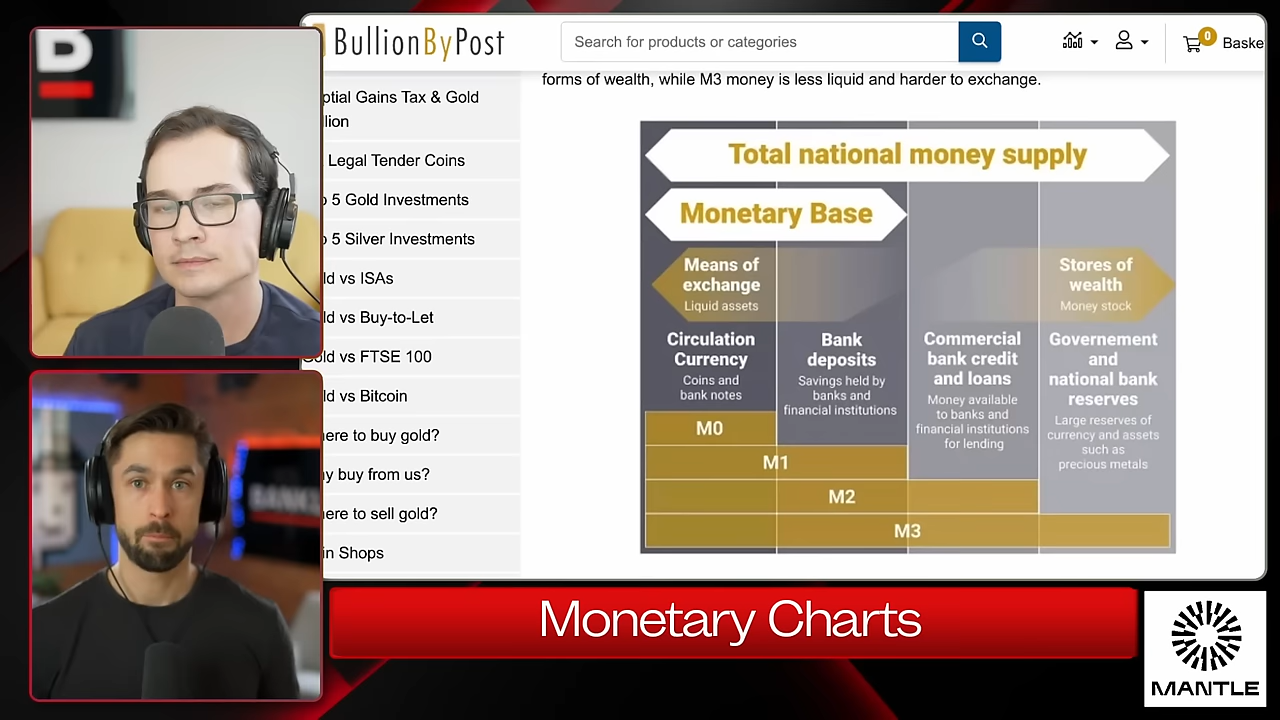 BullionByPost
Search for products or categories
0
Baske
forms of wealth, while M3 money is less liquid and harder to exchange.
ptial Gains Tax & Gold
llion
Legal Tender Coins
5 Gold Investments
5 Silver Investments
ld vs ISAs
ld vs Buy-to-Let
old vs FTSE 100
ld vs Bitcoin
ere to buy gold?
y buy from us?
ere to sell gold?
in Shops
Total national money supply
Monetary Base
Means of
exchange
Liquid assets
Stores of
wealth
Money stock
Circulation
Currency
Coins and
bank notes
Bank
deposits
Savings held by
banks and
financial institutions
Commercial
bank credit
and loans
Money available
to banks and
financial institutions
for lending
Governement
and
national bank
reserves
Large reserves of
currency and assets
such as
precious metals
M0
M1
M2
M3
Monetary Charts
MANTLE